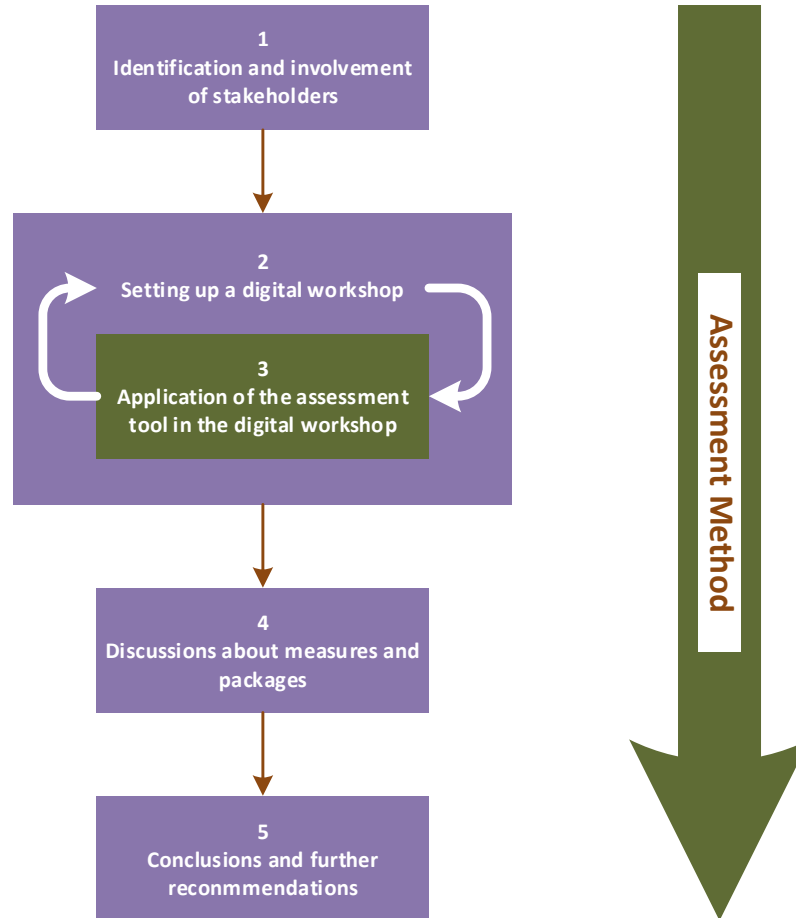 1
Identification and involvement
of stakeholders
2
Setting up a digital workshop
3
Application of the assessment
tool in the digital workshop
4
Discussions about measures and
packages
5
Conclusions and further
reconmmendations
Assessment Method